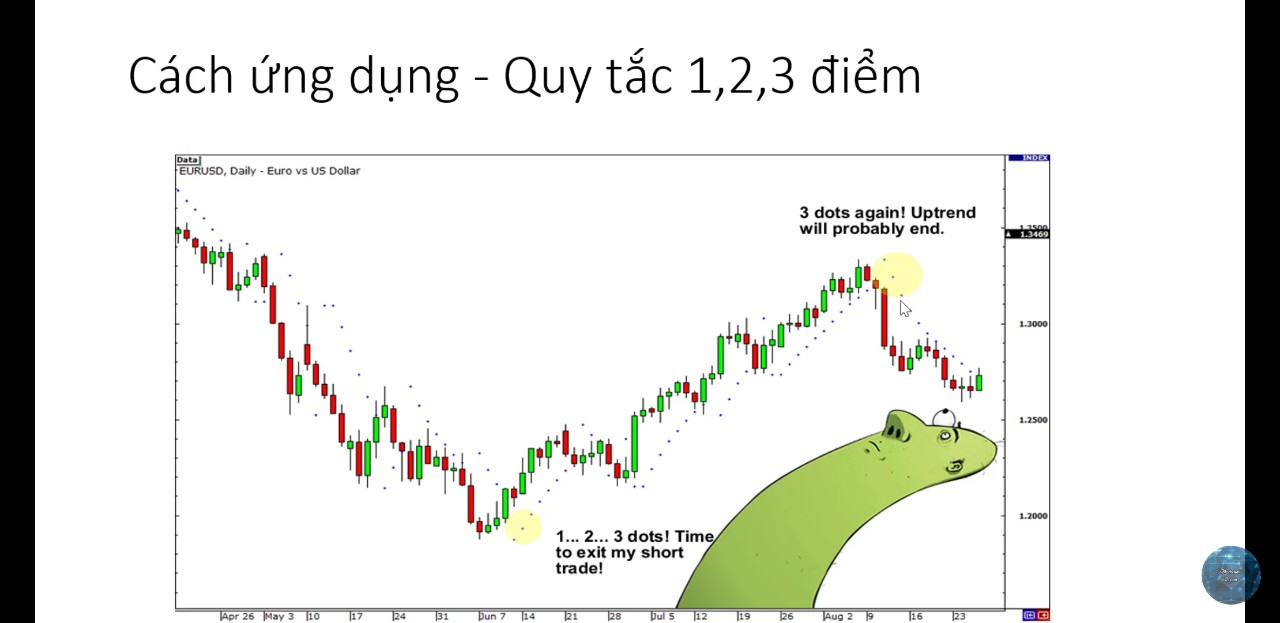 Cách ứng dụng - Quy tắc 1,2,3 điểm
Data
INDEX
EURUSD, Daily - Euro vs US Dollar
3 dots again! Uptrend
will probably end.
1.3500
1.3469
1.3000
1.2500
1.2000
1... 2... 3 dots! Time
to exit my short
trade!
Apr 26 May 3 10 17 24 31 Jun 7 14 21 28 Jul 5 12 19 26 Aug 2 9 16 23